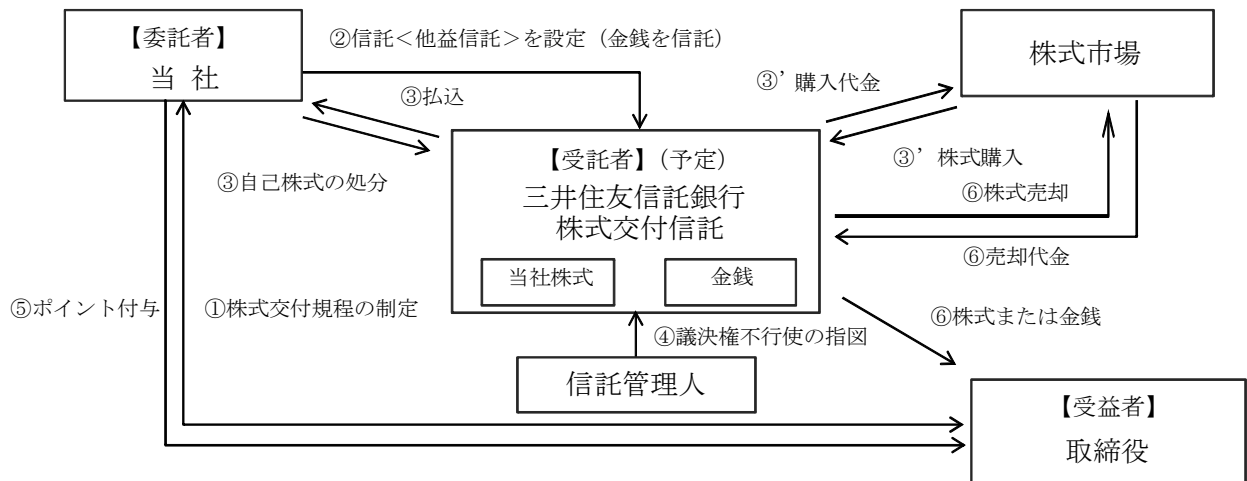 【委託者】
当 社
②信託＜他益信託＞を設定（金銭を信託）
③払込
③自己株式の処分
③’購入代金
株式市場
③’株式購入
【受託者】（予定）
三井住友信託銀行
株式交付信託
当社株式
金銭
⑥株式売却
⑥売却代金
⑤ポイント付与
①株式交付規程の制定
④議決権不行使の指図
⑥株式または金銭
信託管理人
【受益者】
取締役